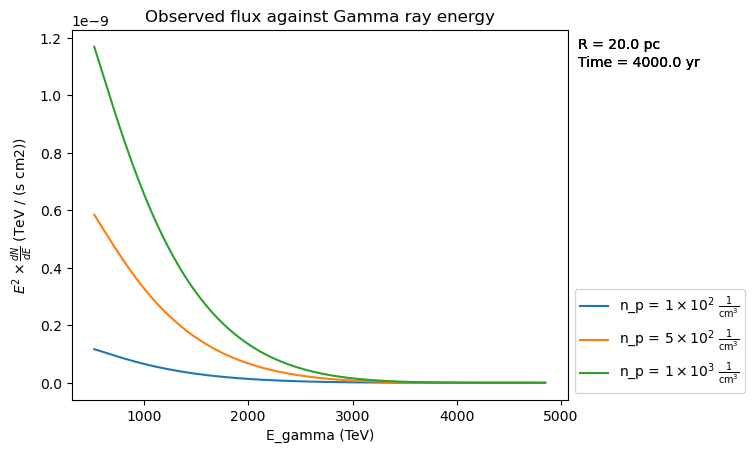 Observed flux against Gamma ray energy
1e−9
R = 20.0 pc
Time = 4000.0 yr
1.2
1.0
0.8
0.6
0.4
0.2
0.0
E² × dN/dE (TeV / (s cm2))
1000 2000 3000 4000 5000
E_gamma (TeV)
n_p = 1 × 10² 1/cm³
n_p = 5 × 10² 1/cm³
n_p = 1 × 10³ 1/cm³